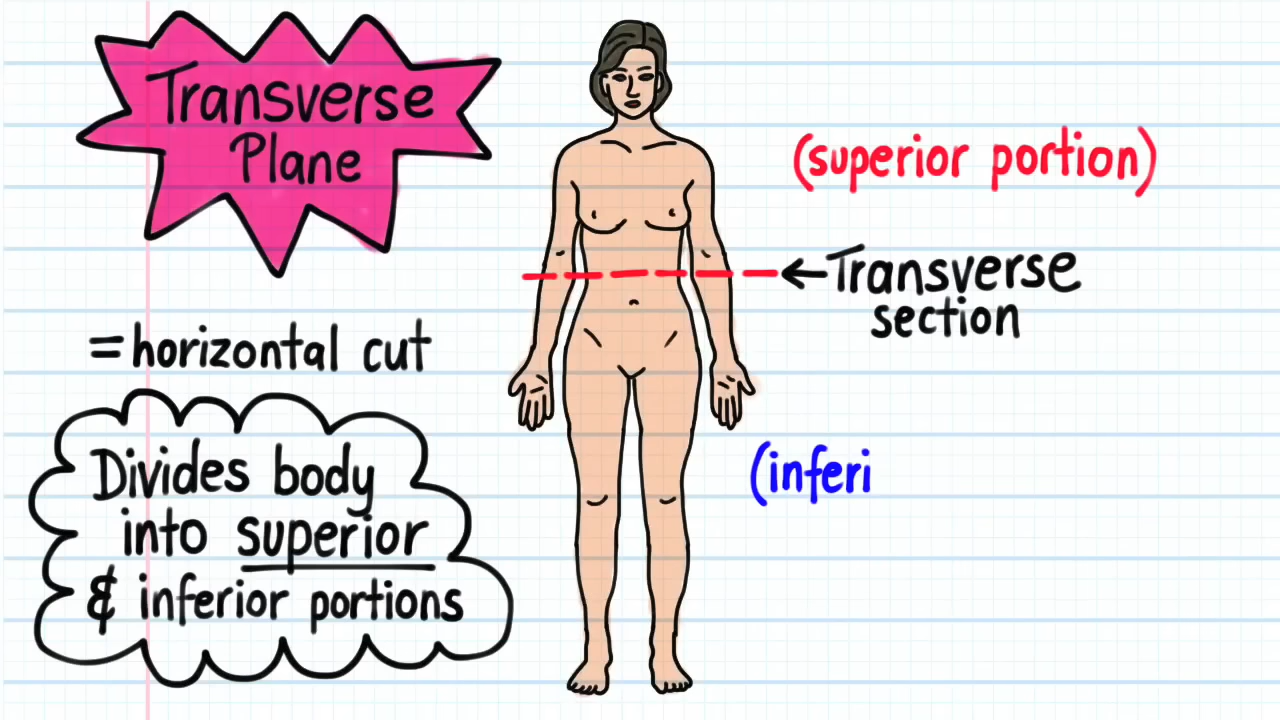 Transverse
Plane
= horizontal cut
Divides body
into superior
& inferior portions
(superior portion)
←Transverse
section
(inferi